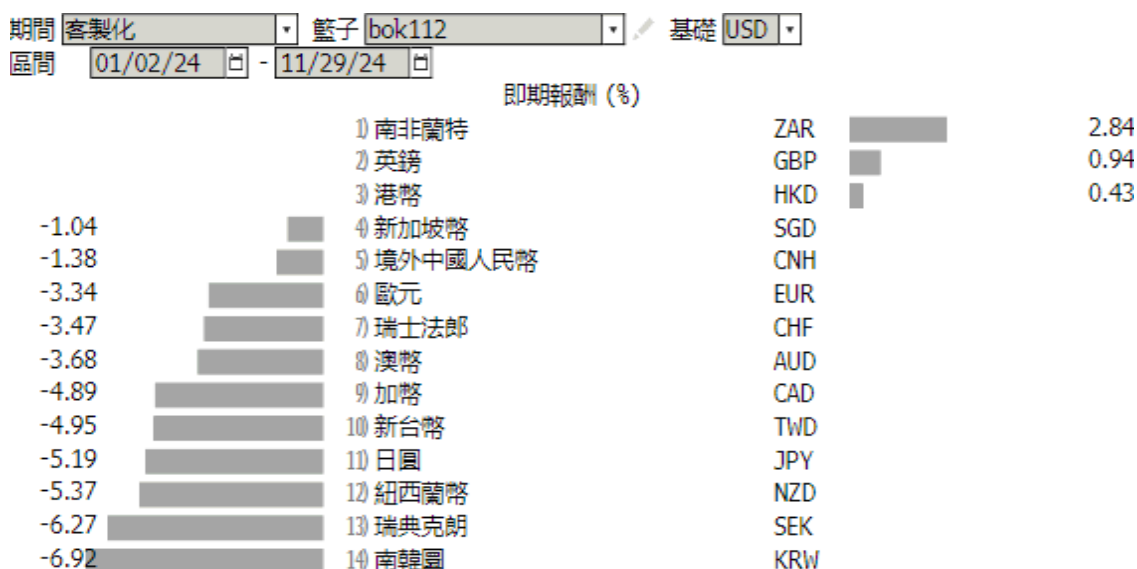 期間 客製化 籃子 bok112 基礎 USD
區間 01/02/24 - 11/29/24
即期報酬 (%)
1) 南非蘭特 ZAR 2.84
2) 英鎊 GBP 0.94
3) 港幣 HKD 0.43
-1.04 4) 新加坡幣 SGD
-1.38 5) 境外中國人民幣 CNH
-3.34 6) 歐元 EUR
-3.47 7) 瑞士法郎 CHF
-3.68 8) 澳幣 AUD
-4.89 9) 加幣 CAD
-4.95 10) 新台幣 TWD
-5.19 11) 日圓 JPY
-5.37 12) 紐西蘭幣 NZD
-6.27 13) 瑞典克朗 SEK
-6.92 14) 南韓圜 KRW